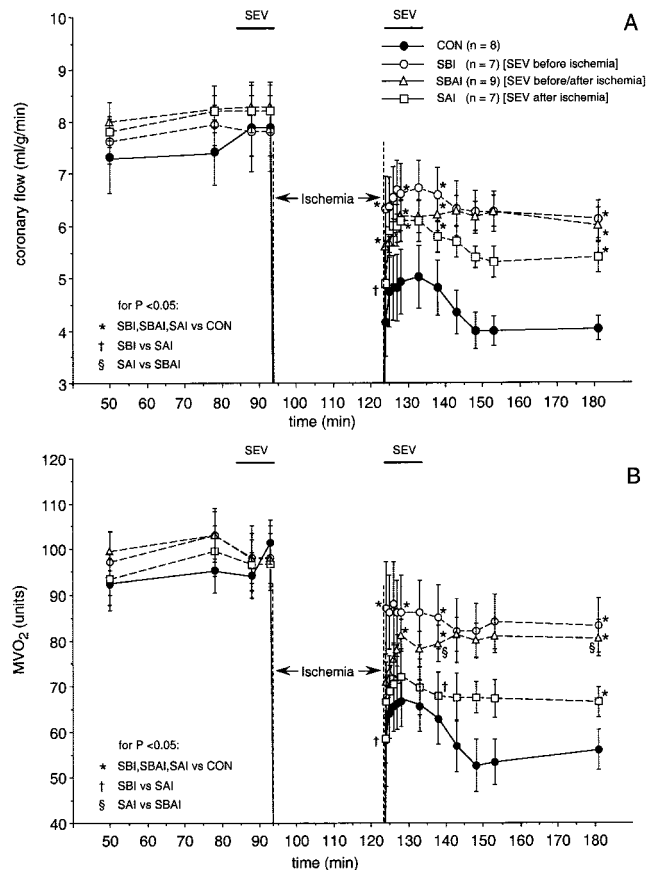 SEV
SEV
A
CON (n = 8)
SBI (n = 7) [SEV before ischemia]
SBAI (n = 9) [SEV before/after ischemia]
SAI (n = 7) [SEV after ischemia]
10
9
8
7
6
5
4
3
coronary flow (ml/g/min)
Ischemia
* * * * * * * * * *
†
for P <0.05:
* SBI,SBAI,SAI vs CON
† SBI vs SAI
§ SAI vs SBAI
50 60 70 80 90 100 110 120 130 140 150 160 170 180
time (min)
SEV
SEV
B
120
110
100
90
80
70
60
50
40
MVO2 (units)
Ischemia
* * * * * * * *
§ §
† †
for P <0.05:
* SBI,SBAI,SAI vs CON
† SBI vs SAI
§ SAI vs SBAI
50 60 70 80 90 100 110 120 130 140 150 160 170 180
time (min)